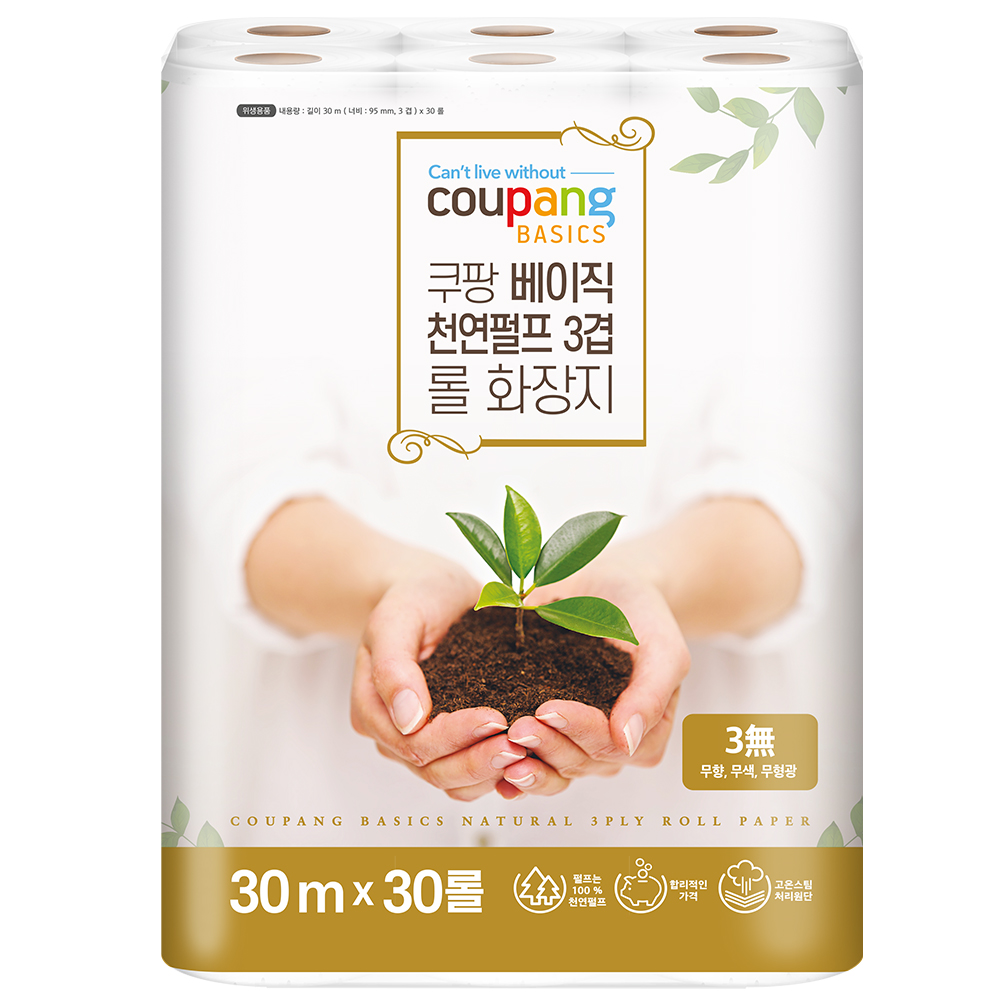 위생용품 내용량 : 길이 30 m ( 너비 : 95 mm, 3 겹 ) x 30 롤
Can't live without
coupang
BASICS
쿠팡 베이직
천연펄프 3겹
롤 화장지
3無
무향, 무색, 무형광
COUPANG BASICS NATURAL 3PLY ROLL PAPER
30 m x 30롤
펄프는
100 %
천연펄프
합리적인
가격
고온스팀
처리원단